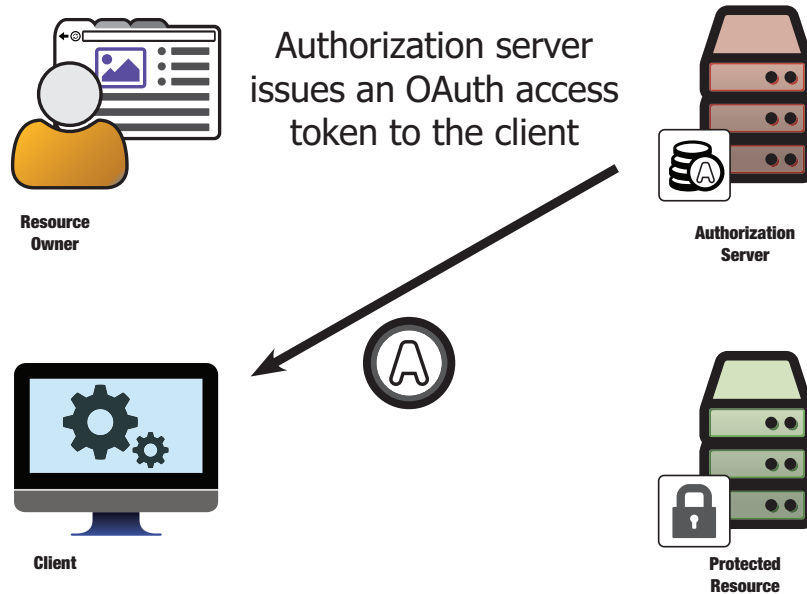 Authorization server
issues an OAuth access
token to the client
A
Resource
Owner
Authorization
Server
A
Client
Protected
Resource